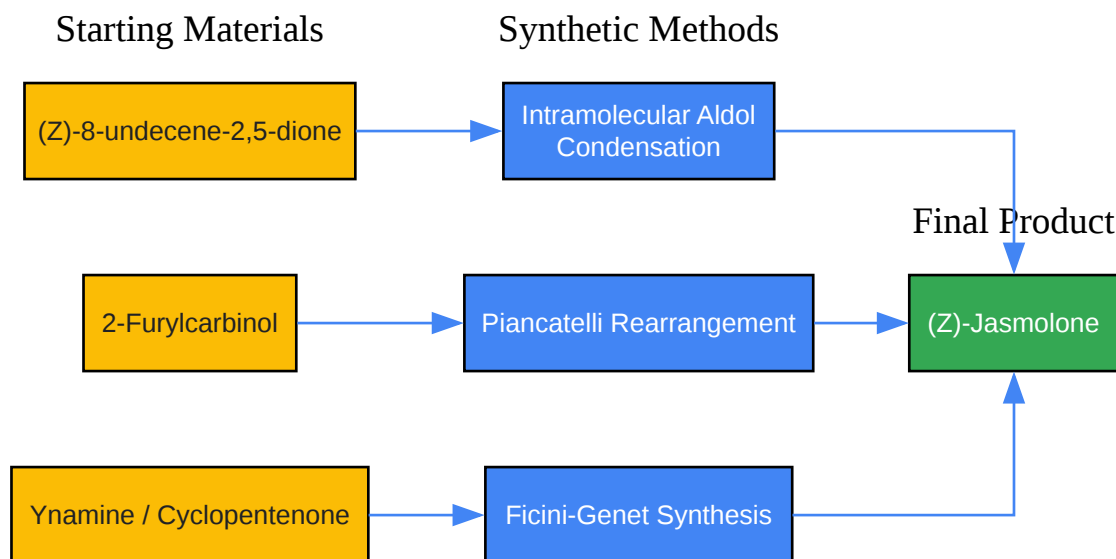 Starting Materials
Synthetic Methods
(Z)-8-undecene-2,5-dione
Intramolecular Aldol
Condensation
Final Product
2-Furylcarbinol
Piancatelli Rearrangement
(Z)-Jasmolone
Ynamine / Cyclopentenone
Ficini-Genet Synthesis